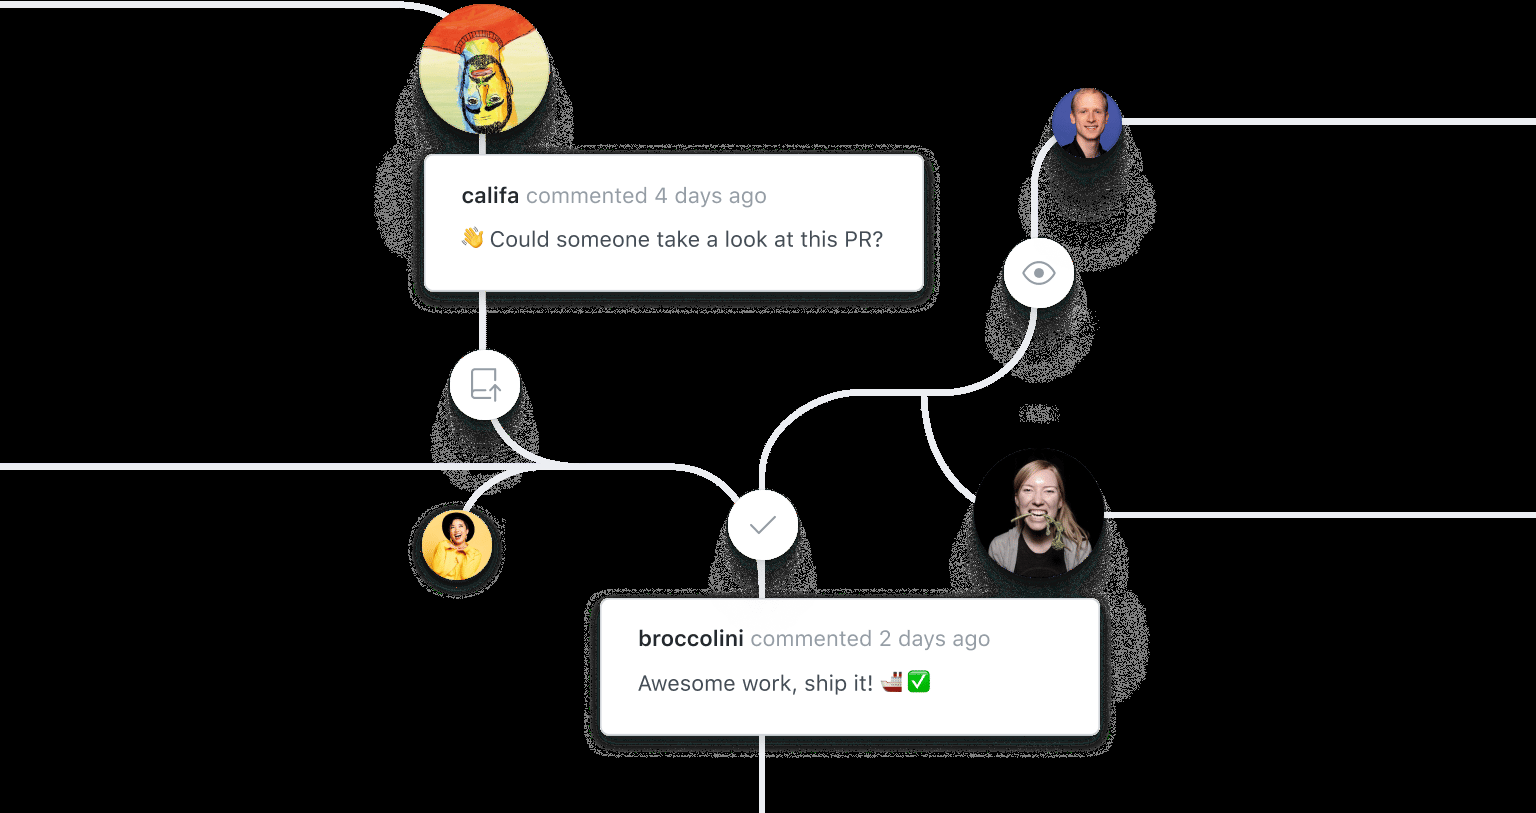 califa commented 4 days ago
👋 Could someone take a look at this PR?
broccolini commented 2 days ago
Awesome work, ship it! 🚢 ✅